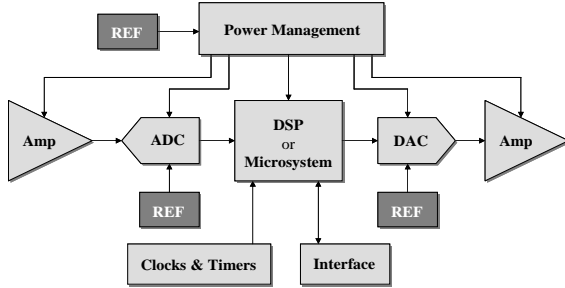 REF
Power Management
Amp
ADC
DSP
or
Microsystem
DAC
Amp
REF
REF
Clocks & Timers
Interface